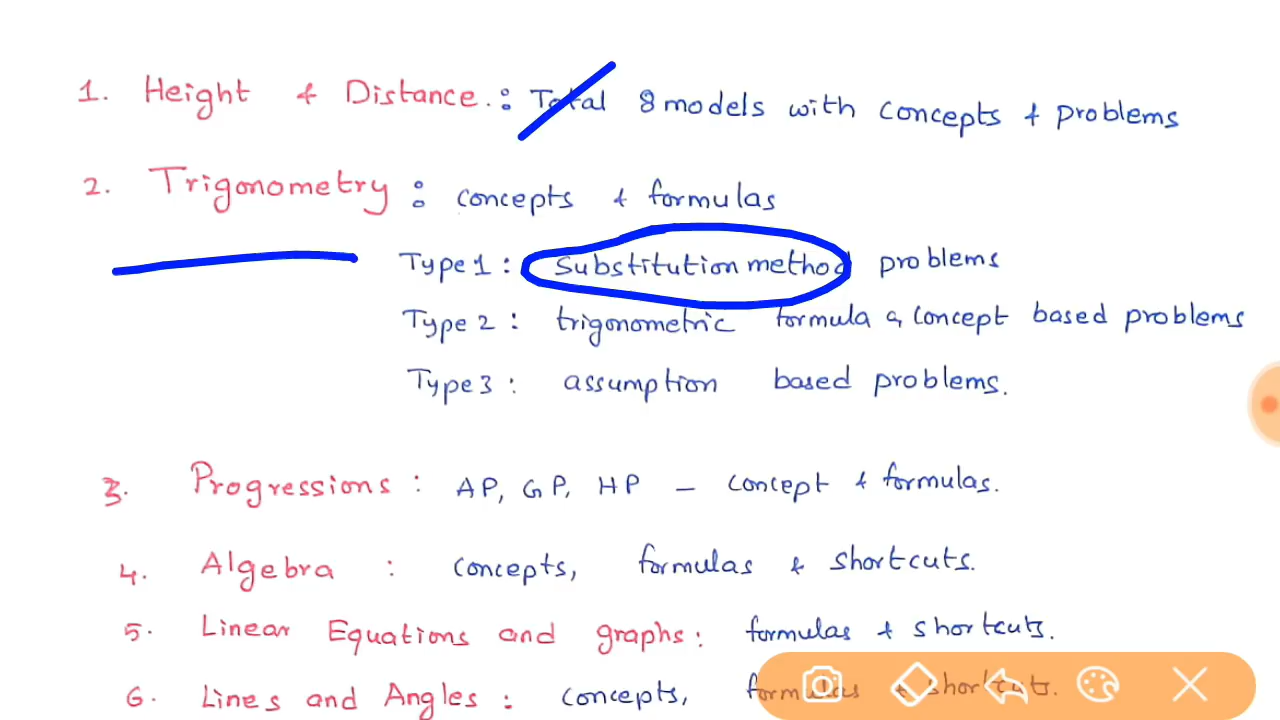 1. Height & Distance. : Total 8 models with concepts & problems
2. Trigonometry : concepts & formulas
Type 1 : Substitution method problems
Type 2 : trigonometric formula & concept based problems
Type 3 : assumption based problems.
3. Progressions : AP, GP, HP – concept & formulas.
4. Algebra : concepts, formulas & shortcuts.
5. Linear Equations and graphs : formulas & shortcuts.
6. Lines and Angles : concepts, formulas & shortcuts.